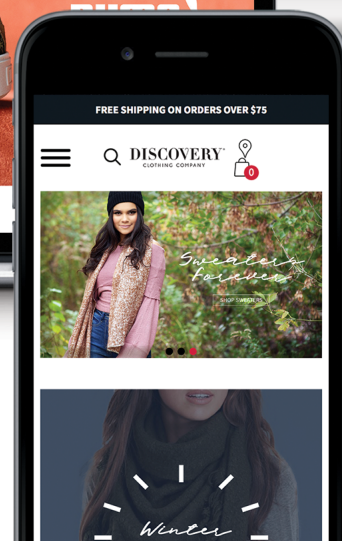 FREE SHIPPING ON ORDERS OVER $75
DISCOVERY
CLOTHING COMPANY
0
Sweaters
Forever
SHOP SWEATERS
Winter